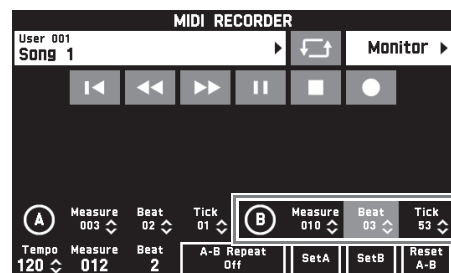 MIDI RECORDER
User 001
Song 1
Monitor
A Measure 003 Beat 02 Tick 01 B Measure 010 Beat 03 Tick 53
Tempo 120 Measure 012 Beat 2 A-B Repeat Off SetA SetB Reset A-B